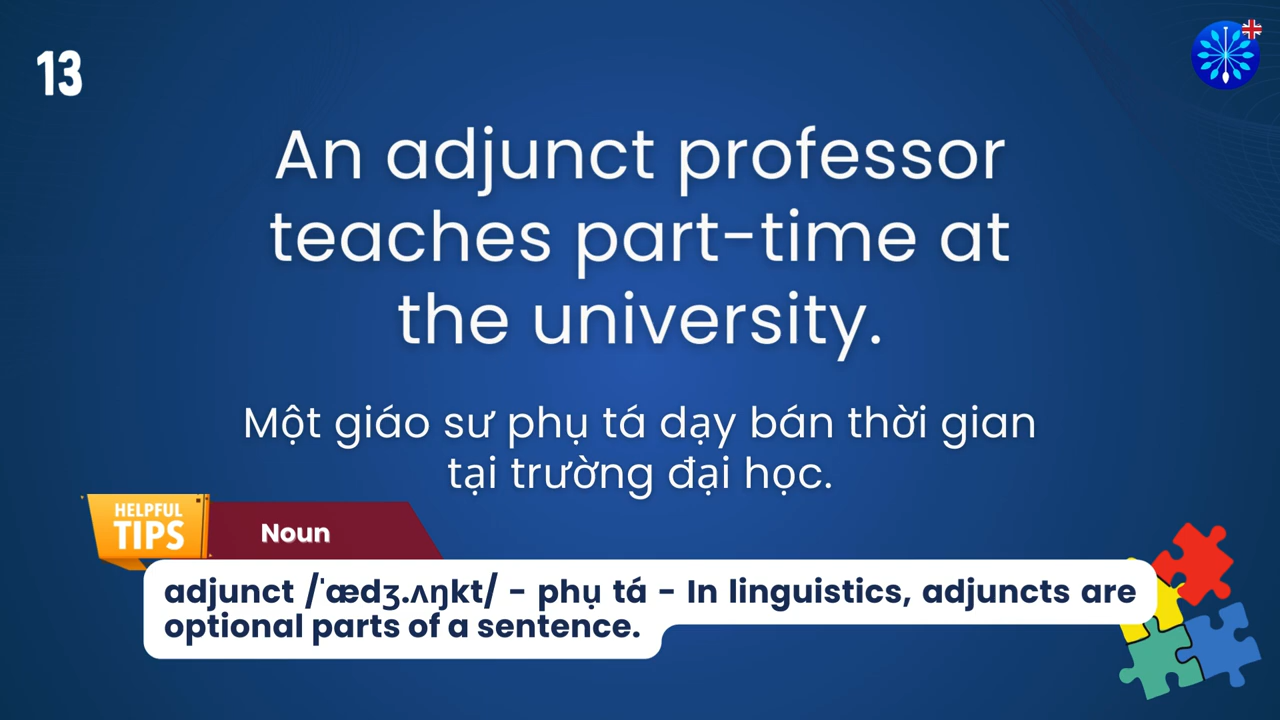 13
An adjunct professor
teaches part-time at
the university.
Một giáo sư phụ tá dạy bán thời gian
tại trường đại học.
HELPFUL
TIPS
Noun
adjunct /ˈædʒ.ʌŋkt/ - phụ tá - In linguistics, adjuncts are
optional parts of a sentence.